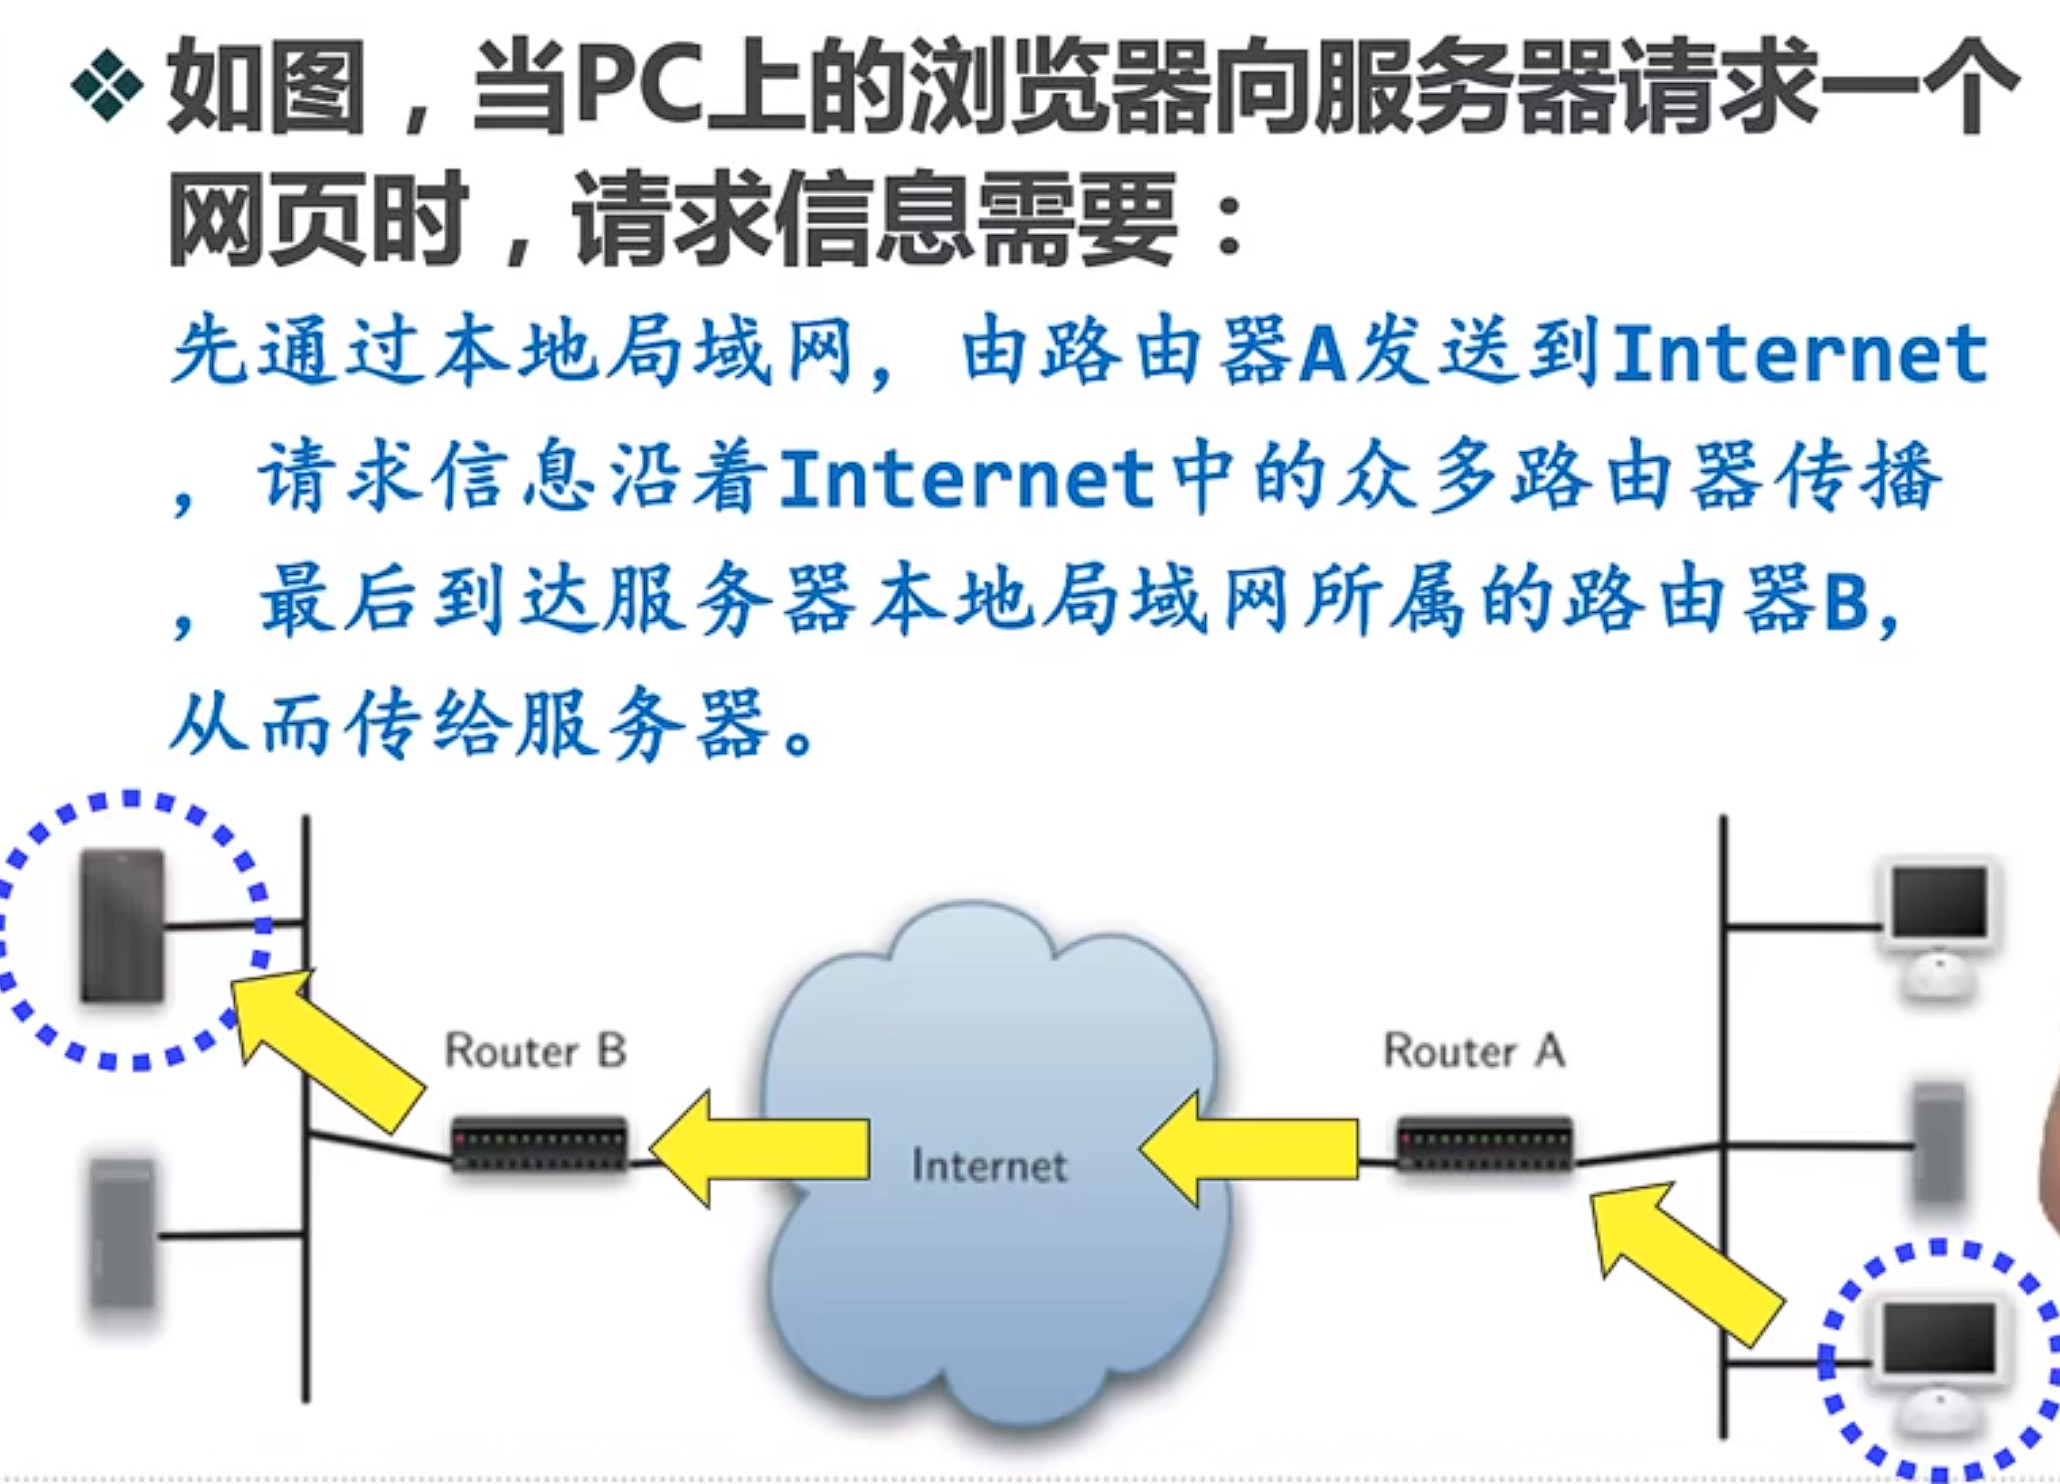 如图，当PC上的浏览器向服务器请求一个
网页时，请求信息需要：
先通过本地局域网，由路由器A发送到Internet
，请求信息沿着Internet中的众多路由器传播
，最后到达服务器本地局域网所属的路由器B，
从而传给服务器。
Router B
Router A
Internet